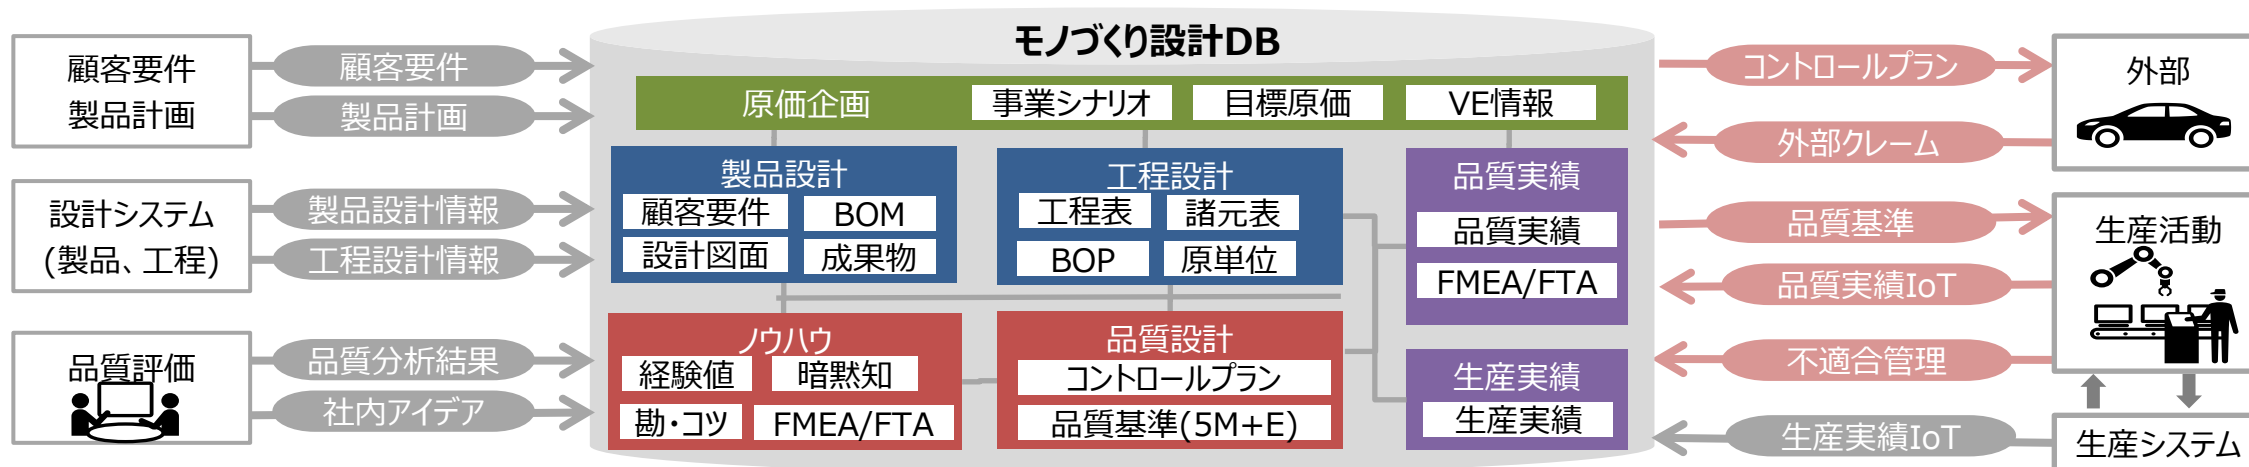 モノづくり設計DB
顧客要件
製品計画
顧客要件
製品計画
設計システム
(製品、工程)
製品設計情報
工程設計情報
品質評価
品質分析結果
社内アイデア
原価企画
事業シナリオ
目標原価
VE情報
製品設計
顧客要件
BOM
設計図面
成果物
工程設計
工程表
諸元表
BOP
原単位
品質実績
品質実績
FMEA/FTA
ノウハウ
経験値
暗黙知
勘・コツ
FMEA/FTA
品質設計
コントロールプラン
品質基準(5M+E)
生産実績
生産実績
コントロールプラン
外部クレーム
外部
品質基準
品質実績IoT
不適合管理
生産活動
生産実績IoT
生産システム